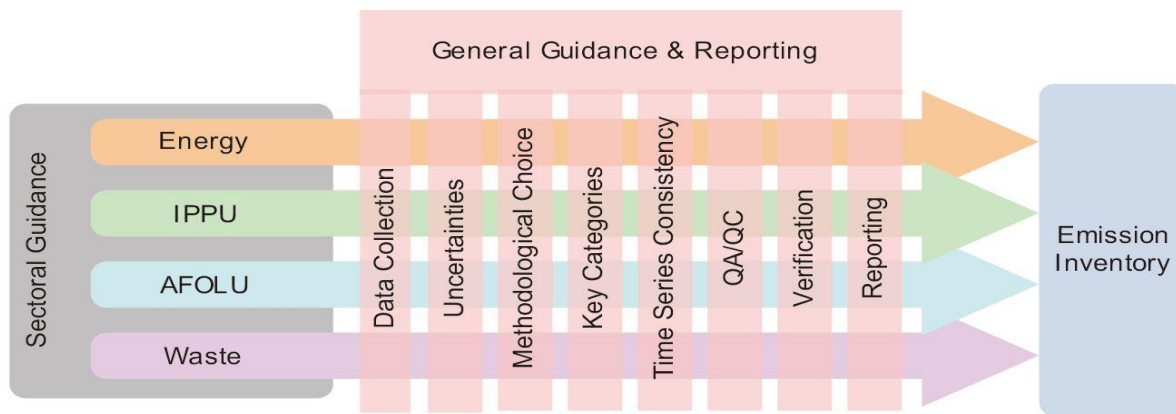 General Guidance & Reporting
Sectoral Guidance
Energy
IPPU
AFOLU
Waste
Data Collection
Uncertainties
Methodological Choice
Key Categories
Time Series Consistency
QA/QC
Verification
Reporting
Emission
Inventory